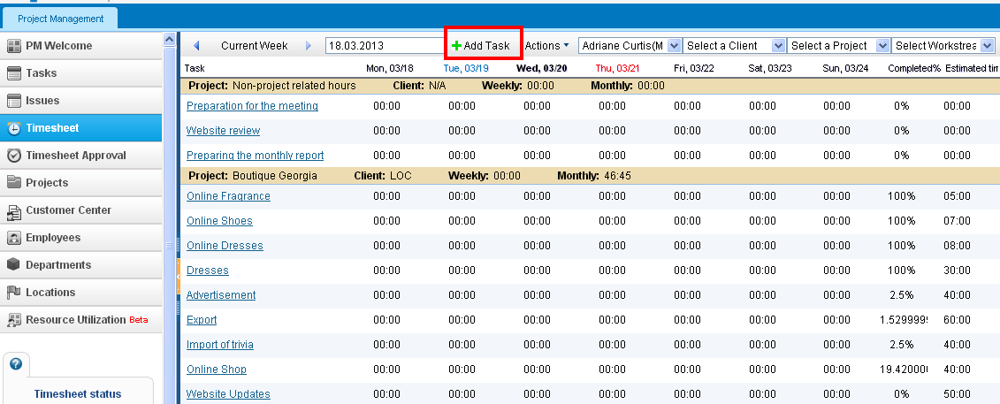 Project Management
PM Welcome
Tasks
Issues
Timesheet
Timesheet Approval
Projects
Customer Center
Employees
Departments
Locations
Resource Utilization Beta
?
Timesheet status
Current Week 18.03.2013 Add Task Actions Adriane Curtis(M Select a Client Select a Project Select Workstrea
Task Mon, 03/18 Tue, 03/19 Wed, 03/20 Thu, 03/21 Fri, 03/22 Sat, 03/23 Sun, 03/24 Completed% Estimated tim
Project: Non-project related hours Client: N/A Weekly: 00:00 Monthly: 00:00
Preparation for the meeting 00:00 00:00 00:00 00:00 00:00 00:00 00:00 0% 00:00
Website review 00:00 00:00 00:00 00:00 00:00 00:00 00:00 0% 00:00
Preparing the monthly report 00:00 00:00 00:00 00:00 00:00 00:00 00:00 0% 00:00
Project: Boutique Georgia Client: LOC Weekly: 00:00 Monthly: 46:45
Online Fragrance 00:00 00:00 00:00 00:00 00:00 00:00 00:00 100% 05:00
Online Shoes 00:00 00:00 00:00 00:00 00:00 00:00 00:00 100% 07:00
Online Dresses 00:00 00:00 00:00 00:00 00:00 00:00 00:00 100% 08:00
Dresses 00:00 00:00 00:00 00:00 00:00 00:00 00:00 100% 30:00
Advertisement 00:00 00:00 00:00 00:00 00:00 00:00 00:00 2.5% 40:00
Export 00:00 00:00 00:00 00:00 00:00 00:00 00:00 1.529999 60:00
Import of trivia 00:00 00:00 00:00 00:00 00:00 00:00 00:00 2.5% 40:00
Online Shop 00:00 00:00 00:00 00:00 00:00 00:00 00:00 19.42000 40:00
Website Updates 00:00 00:00 00:00 00:00 00:00 00:00 00:00 0% 50:00